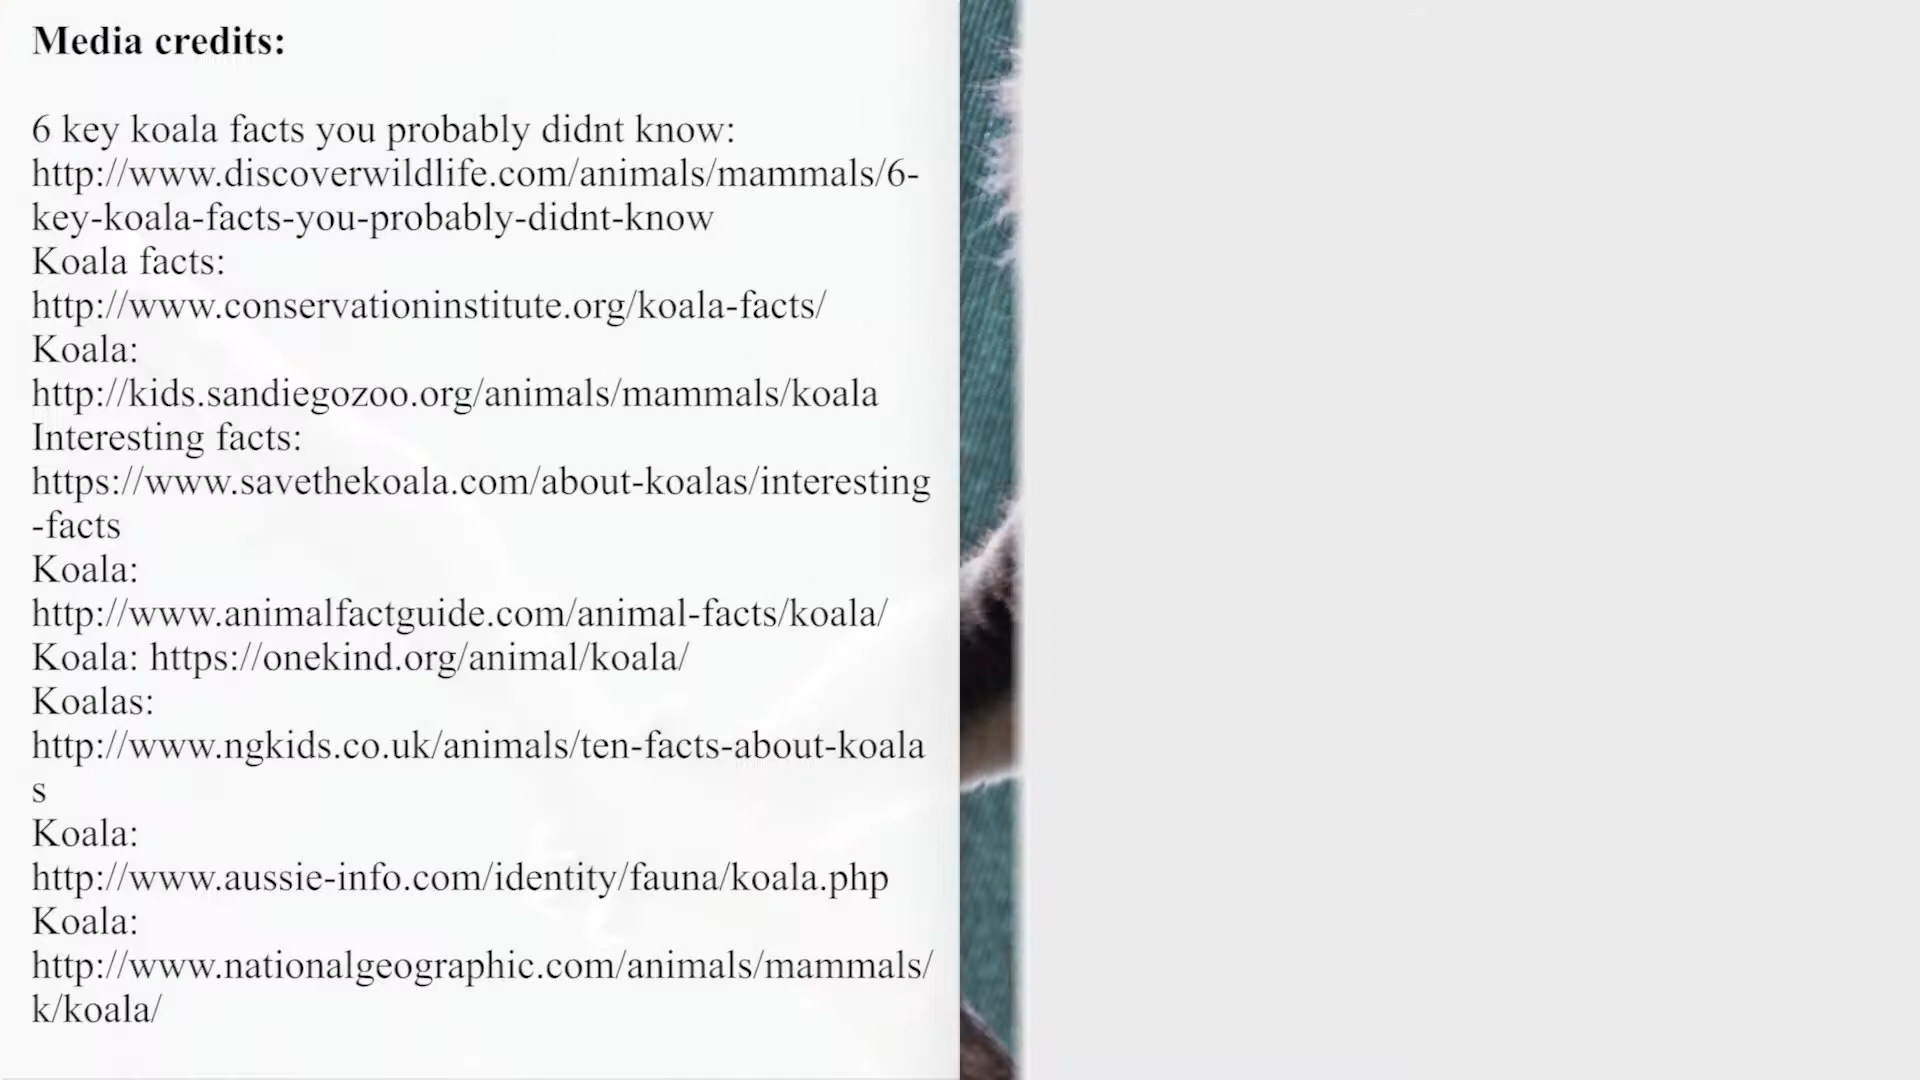 Media credits:
6 key koala facts you probably didnt know:
http://www.discoverwildlife.com/animals/mammals/6-
key-koala-facts-you-probably-didnt-know
Koala facts:
http://www.conservationinstitute.org/koala-facts/
Koala:
http://kids.sandiegozoo.org/animals/mammals/koala
Interesting facts:
https://www.savethekoala.com/about-koalas/interesting
-facts
Koala:
http://www.animalfactguide.com/animal-facts/koala/
Koala: https://onekind.org/animal/koala/
Koalas:
http://www.ngkids.co.uk/animals/ten-facts-about-koala
s
Koala:
http://www.aussie-info.com/identity/fauna/koala.php
Koala:
http://www.nationalgeographic.com/animals/mammals/
k/koala/